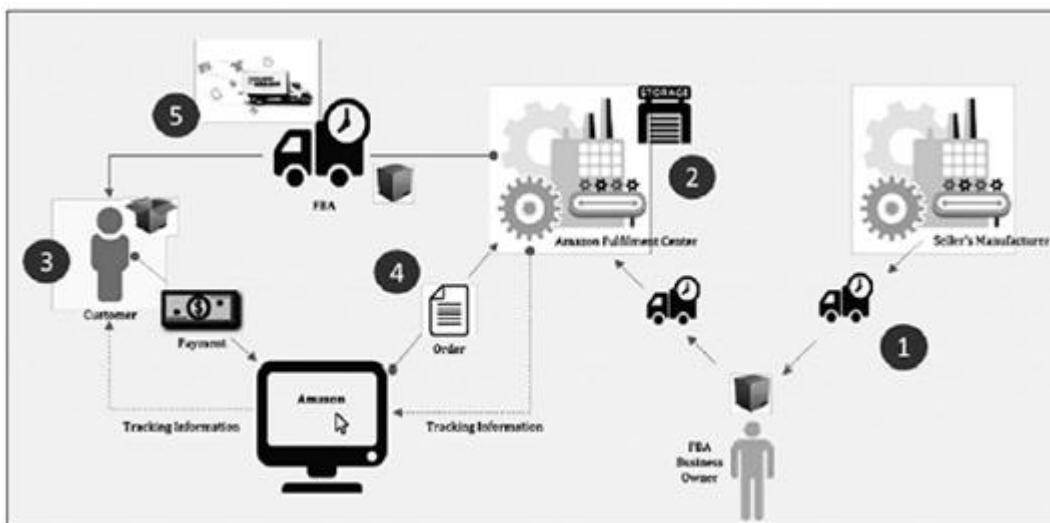 5
STORAGE
2
FBA
Amazon Fulfilment Center
Seller's Manufacturer
3
4
Customer
Payment
Order
1
Amazon
Tracking Information
Tracking Information
FBA
Business
Owner